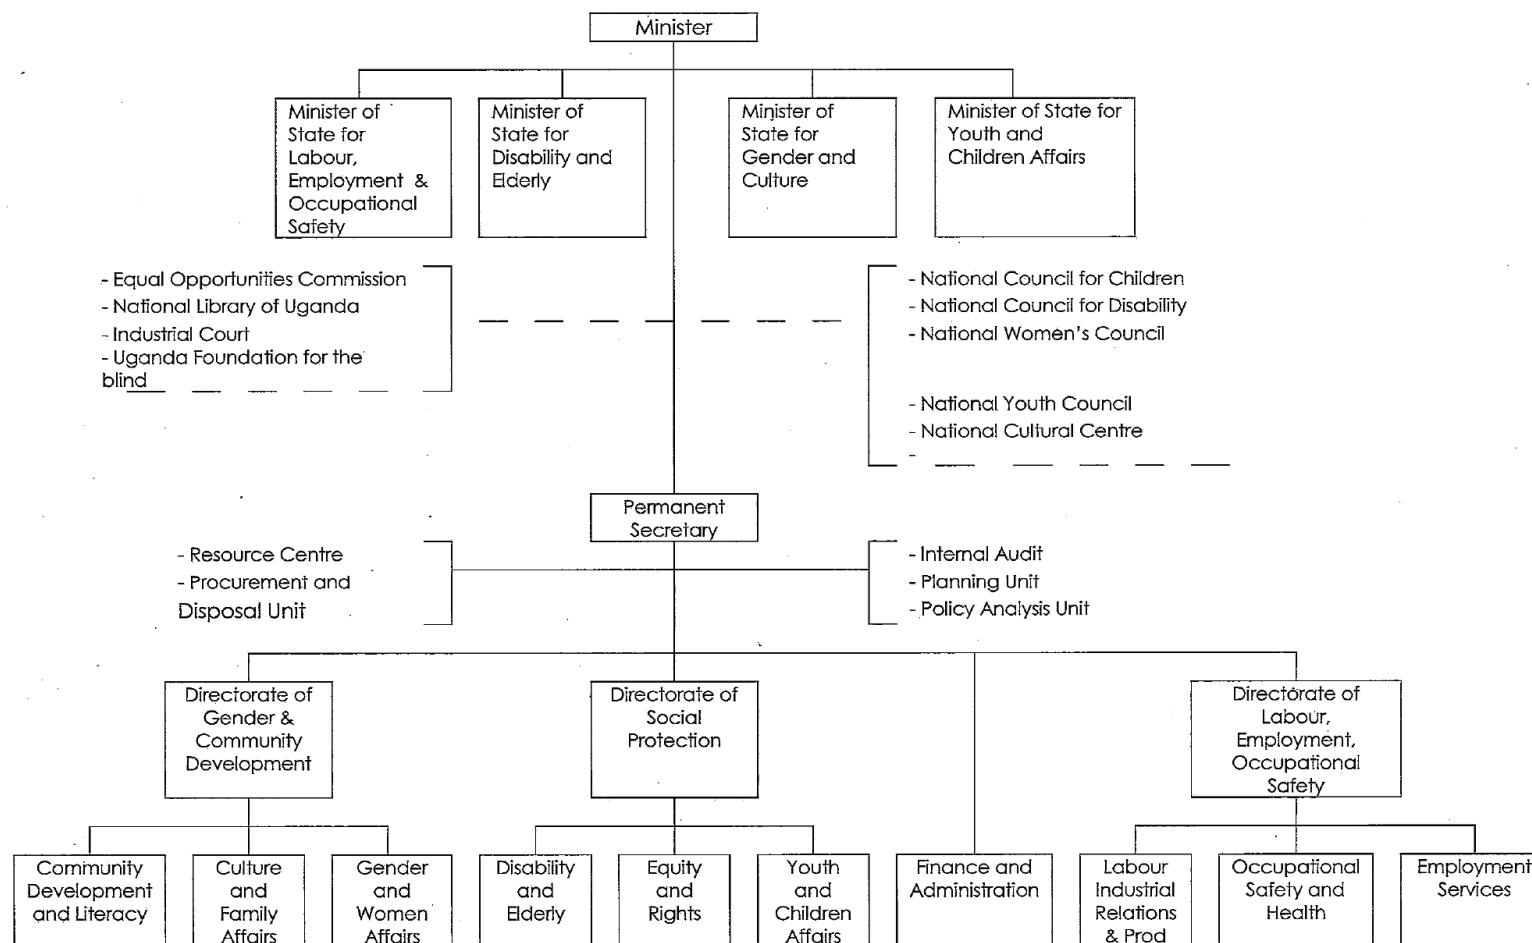 Minister
Minister of
State for
Labour,
Employment &
Occupational
Safety
Minister of
State for
Disability and
Elderly
Minister of
State for
Gender and
Culture
Minister of State for
Youth and
Children Affairs
- Equal Opportunities Commission
- National Library of Uganda
- Industrial Court
- Uganda Foundation for the
blind
- National Council for Children
- National Council for Disability
- National Women's Council
- National Youth Council
- National Cultural Centre
-
Permanent
Secretary
- Resource Centre
- Procurement and
Disposal Unit
- Internal Audit
- Planning Unit
- Policy Analysis Unit
Directorate of
Gender &
Community
Development
Directorate of
Social
Protection
Directorate of
Labour,
Employment,
Occupational
Safety
Community
Development
and Literacy
Culture
and
Family
Affairs
Gender
and
Women
Affairs
Disability
and
Elderly
Equity
and
Rights
Youth
and
Children
Affairs
Finance and
Administration
Labour
Industrial
Relations
& Prod
Occupational
Safety and
Health
Employment
Services